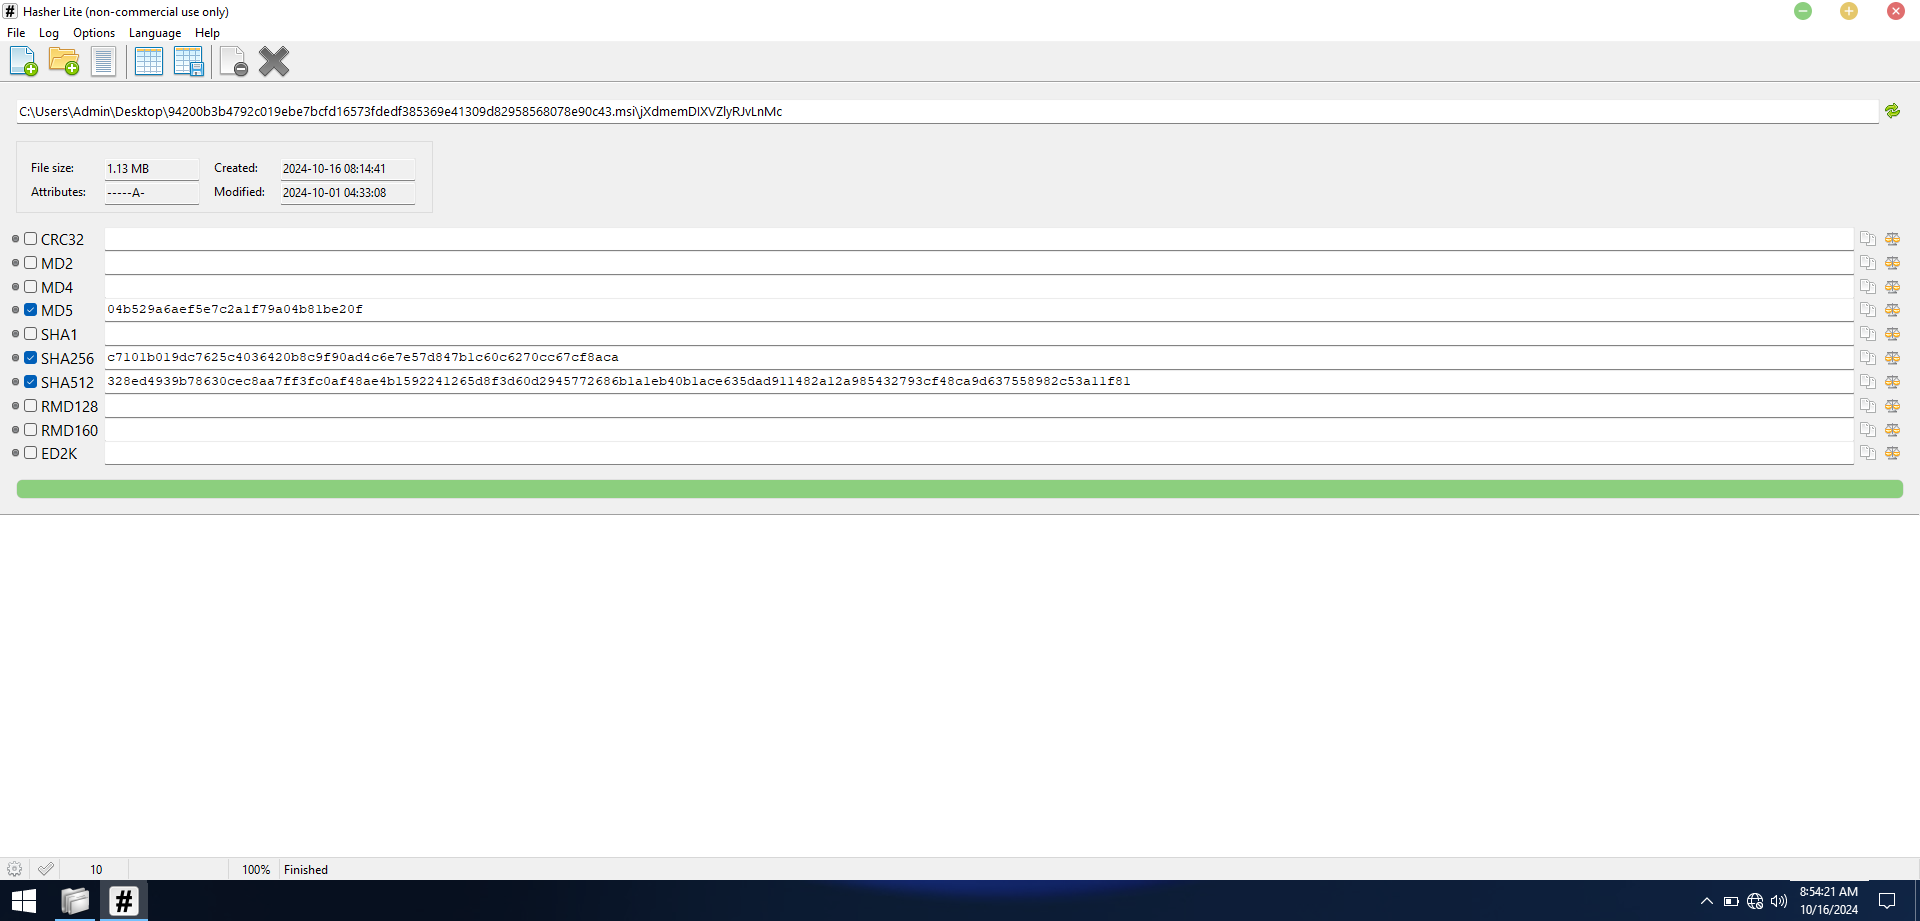 Hasher Lite (non-commercial use only)
File Log Options Language Help
C:\Users\Admin\Desktop\94200b3b4792c019ebe7bcfd16573fdedf385369e41309d82958568078e90c43.msi\jXdmemDIXVZlyRJvLnMc
File size: 1.13 MB Created: 2024-10-16 08:14:41
Attributes: -----A- Modified: 2024-10-01 04:33:08
CRC32
MD2
MD4
MD5 04b529a6aef5e7c2a1f79a04b81be20f
SHA1
SHA256 c7101b019dc7625c4036420b8c9f90ad4c6e7e57d847b1c60c6270cc67cf8aca
SHA512 328ed4939b78630cec8aa7ff3fc0af48ae4b1592241265d8f3d60d2945772686b1a1eb40b1ace635dad911482a12a985432793cf48ca9d637558982c53a11f81
RMD128
RMD160
ED2K
10 100% Finished
8:54:21 AM
10/16/2024